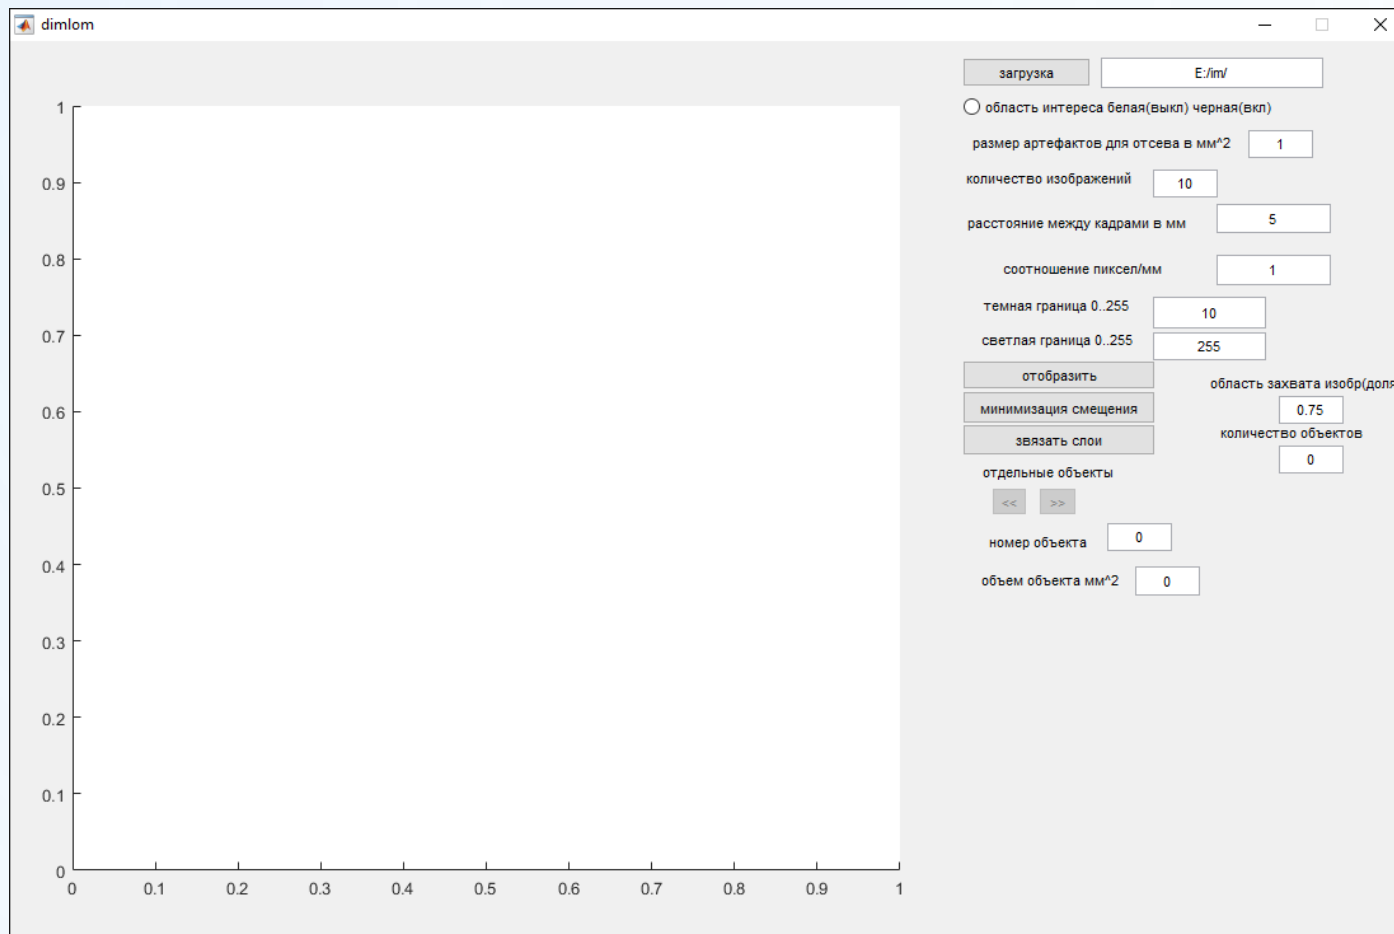 dimlom
загрузка E:/im/
область интереса белая(выкл) черная(вкл)
размер артефактов для отсева в мм^2 1
количество изображений 10
расстояние между кадрами в мм 5
соотношение пиксел/мм 1
темная граница 0..255 10
светлая граница 0..255 255
отобразить
область захвата изобр(доля
минимизация смещения 0.75
количество объектов
звязать слои 0
отдельные объекты
<< >>
номер объекта 0
объем объекта мм^2 0
1
0.9
0.8
0.7
0.6
0.5
0.4
0.3
0.2
0.1
0
0 0.1 0.2 0.3 0.4 0.5 0.6 0.7 0.8 0.9 1